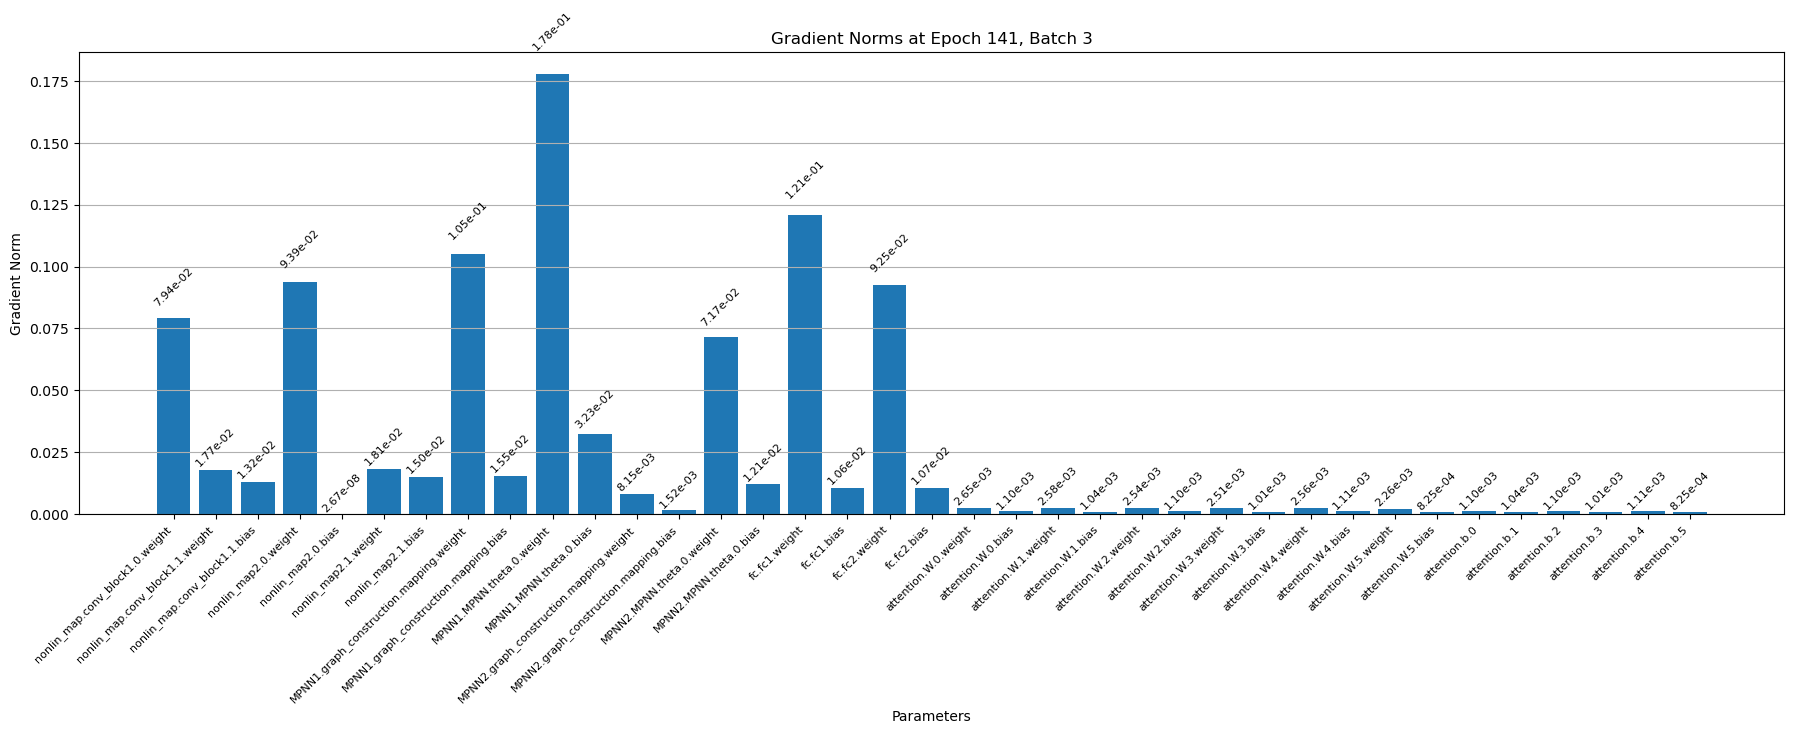 Gradient Norms at Epoch 141, Batch 3
Gradient Norm
0.175
0.150
0.125
0.100
0.075
0.050
0.025
0.000
7.94e-02
1.77e-02
1.32e-02
9.39e-02
2.67e-08
1.81e-02
1.50e-02
1.05e-01
1.55e-02
1.78e-01
3.23e-02
8.15e-03
1.52e-03
7.17e-02
1.21e-02
1.21e-01
1.06e-02
9.25e-02
1.07e-02
2.65e-03
1.10e-03
2.58e-03
1.04e-03
2.54e-03
1.10e-03
2.51e-03
1.01e-03
2.56e-03
1.11e-03
2.26e-03
8.25e-04
1.10e-03
1.04e-03
1.10e-03
1.01e-03
1.11e-03
8.25e-04
nonlin_map.conv_block1.0.weight
nonlin_map.conv_block1.1.weight
nonlin_map.conv_block1.1.bias
nonlin_map2.0.weight
nonlin_map2.0.bias
nonlin_map2.1.weight
nonlin_map2.1.bias
MPNN1.graph_construction.mapping.weight
MPNN1.graph_construction.mapping.bias
MPNN1.MPNN.theta.0.weight
MPNN1.MPNN.theta.0.bias
MPNN2.graph_construction.mapping.weight
MPNN2.graph_construction.mapping.bias
MPNN2.MPNN.theta.0.weight
MPNN2.MPNN.theta.0.bias
fc.fc1.weight
fc.fc1.bias
fc.fc2.weight
fc.fc2.bias
attention.W.0.weight
attention.W.0.bias
attention.W.1.weight
attention.W.1.bias
attention.W.2.weight
attention.W.2.bias
attention.W.3.weight
attention.W.3.bias
attention.W.4.weight
attention.W.4.bias
attention.W.5.weight
attention.W.5.bias
attention.b.0
attention.b.1
attention.b.2
attention.b.3
attention.b.4
attention.b.5
Parameters